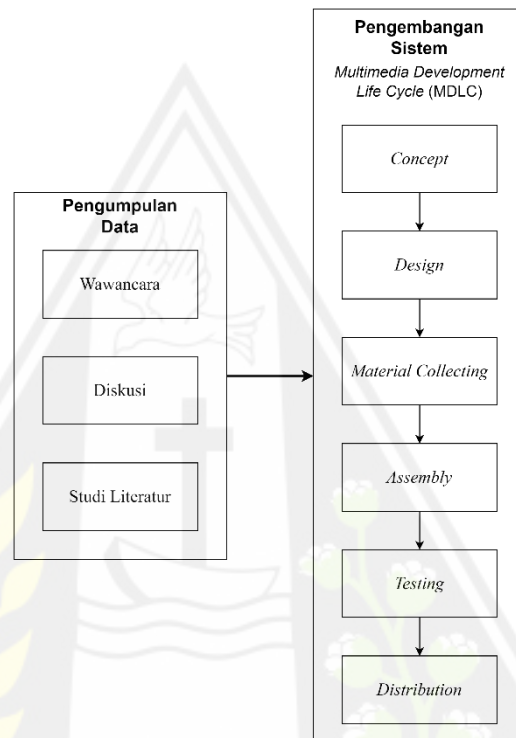 Pengumpulan
Data
Wawancara
Diskusi
Studi Literatur
Pengembangan
Sistem
Multimedia Development
Life Cycle (MDLC)
Concept
Design
Material Collecting
Assembly
Testing
Distribution